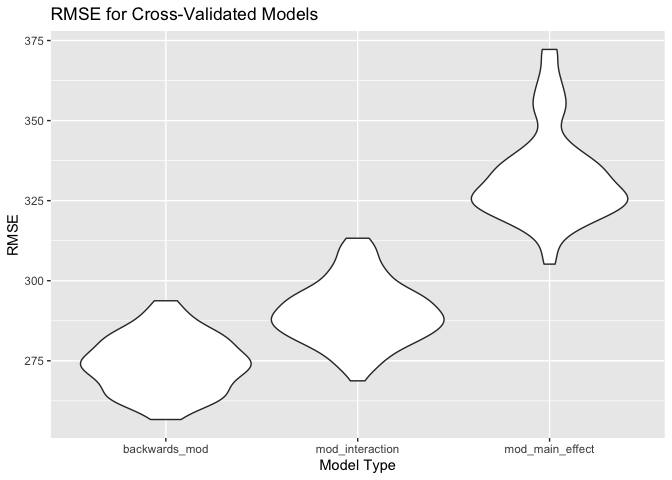 RMSE for Cross-Validated Models
375
350
325
300
275
RMSE
backwards_mod mod_interaction mod_main_effect
Model Type